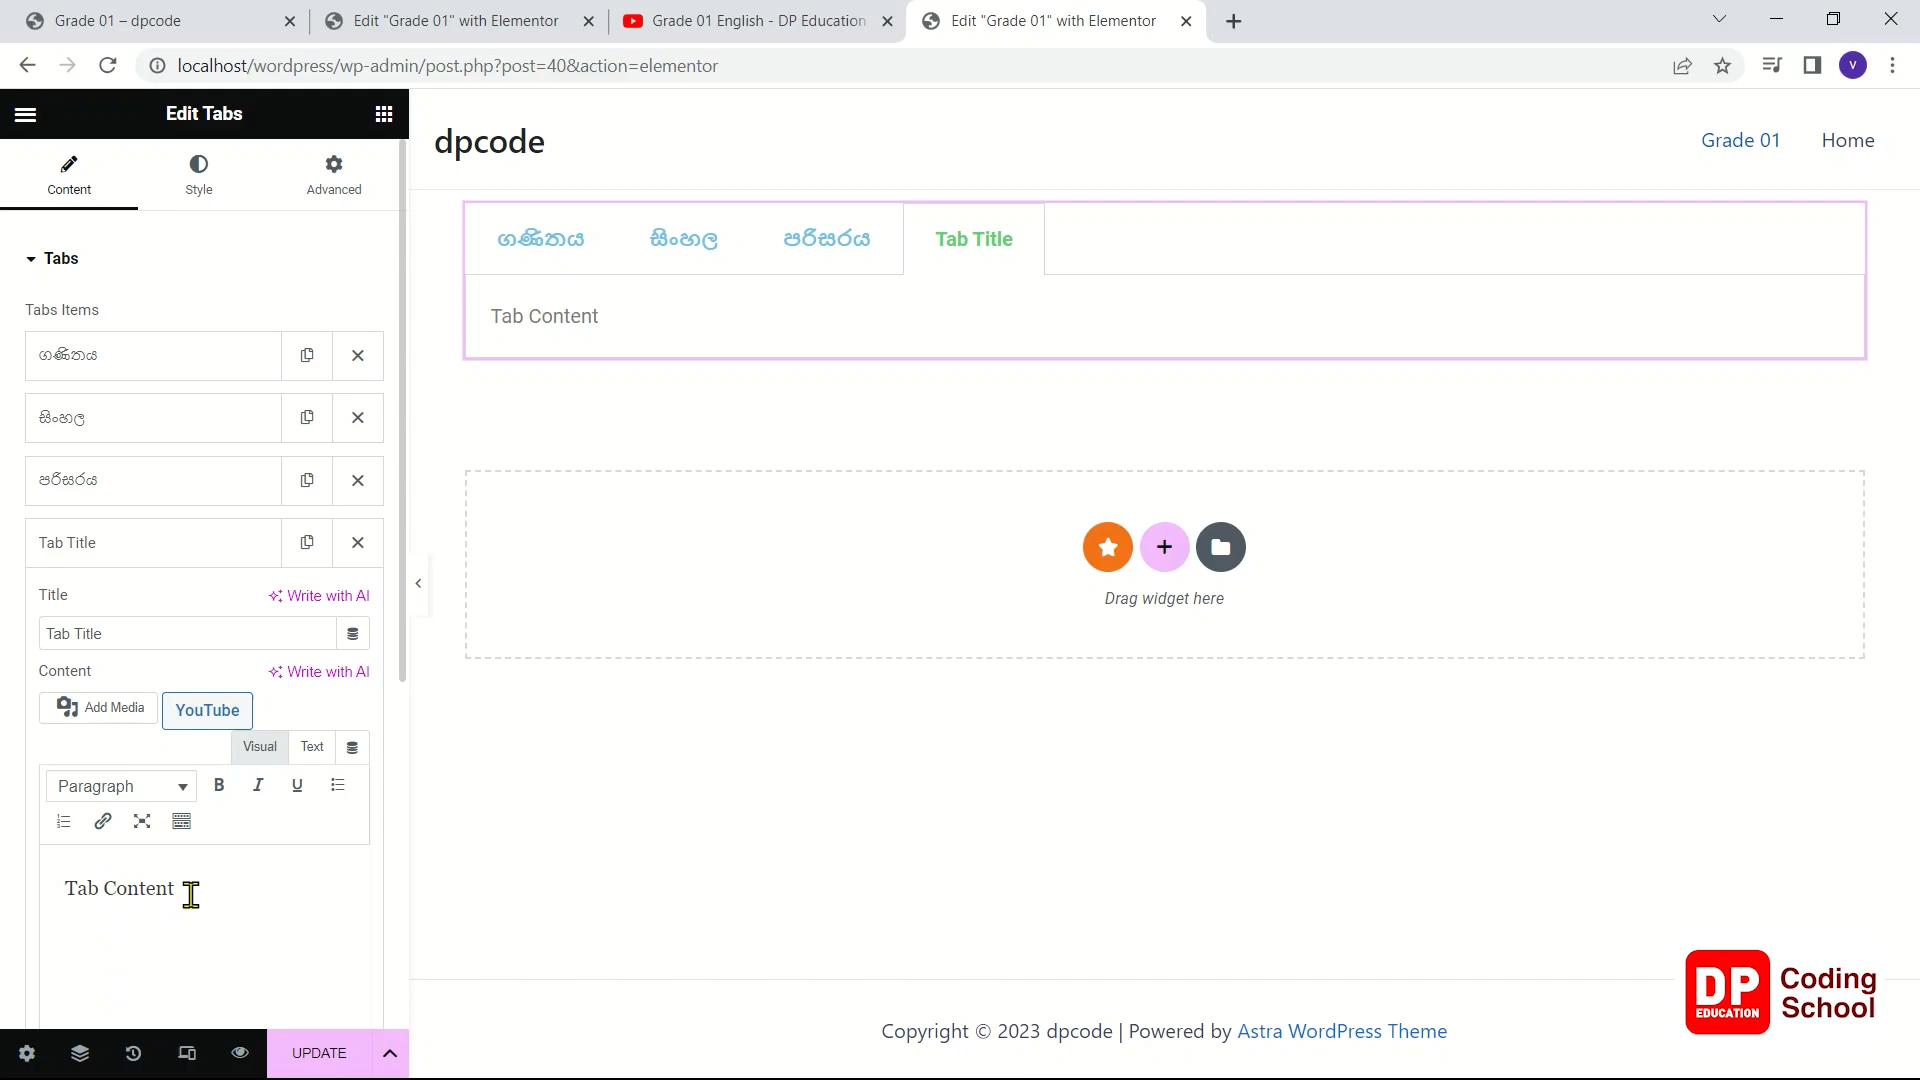 Grade 01 – dpcode
Edit "Grade 01" with Elementor
Grade 01 English - DP Education
Edit "Grade 01" with Elementor
localhost/wordpress/wp-admin/post.php?post=40&action=elementor
V
Edit Tabs
Content
Style
Advanced
dpcode
Grade 01
Home
Tabs
Tabs Items
ගණිතය
සිංහල
පරිසරය
Tab Title
Title
Write with AI
Tab Title
Content
Write with AI
Add Media
YouTube
Visual
Text
Paragraph
B
I
U
Tab Content
UPDATE
ගණිතය
සිංහල
පරිසරය
Tab Title
Tab Content
Drag widget here
Copyright © 2023 dpcode | Powered by Astra WordPress Theme
DP
EDUCATION
Coding
School